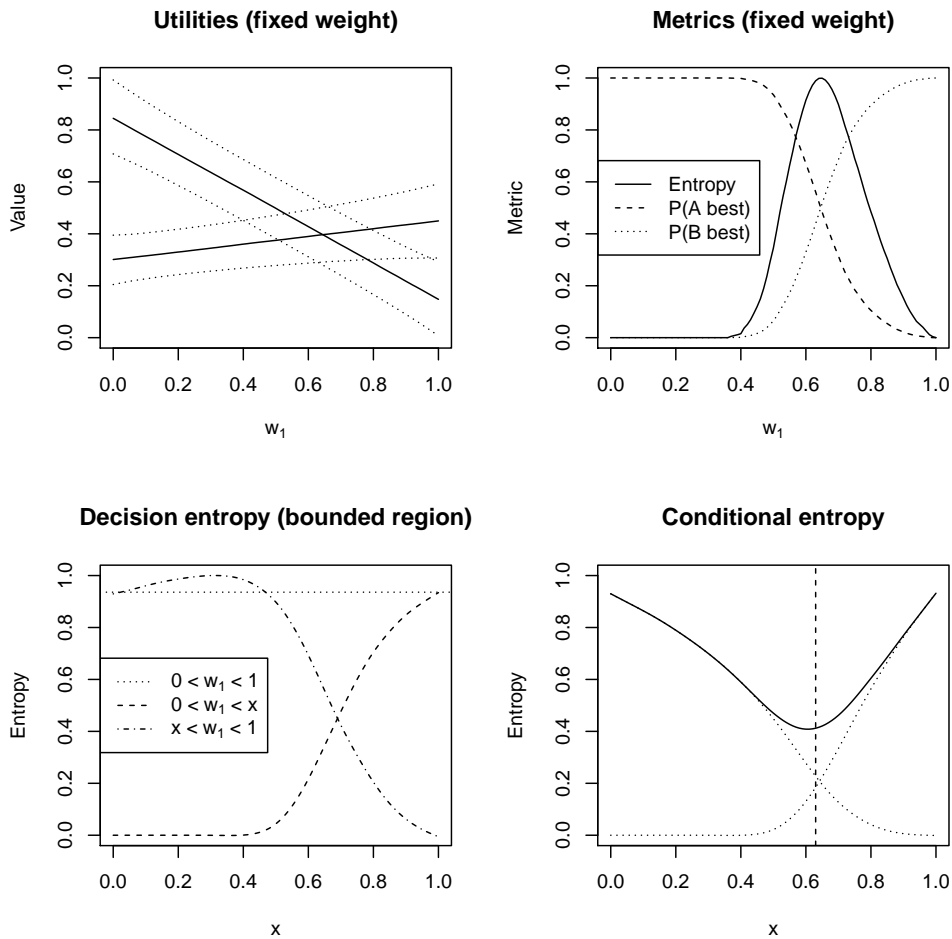 Utilities (fixed weight)
Value
0.0 0.2 0.4 0.6 0.8 1.0
0.0 0.2 0.4 0.6 0.8 1.0
w₁
Metrics (fixed weight)
Metric
0.0 0.2 0.4 0.6 0.8 1.0
Entropy
P(A best)
P(B best)
0.0 0.2 0.4 0.6 0.8 1.0
w₁
Decision entropy (bounded region)
Entropy
0.0 0.2 0.4 0.6 0.8 1.0
0 < w₁ < 1
0 < w₁ < x
x < w₁ < 1
0.0 0.2 0.4 0.6 0.8 1.0
x
Conditional entropy
Entropy
0.0 0.2 0.4 0.6 0.8 1.0
0.0 0.2 0.4 0.6 0.8 1.0
x